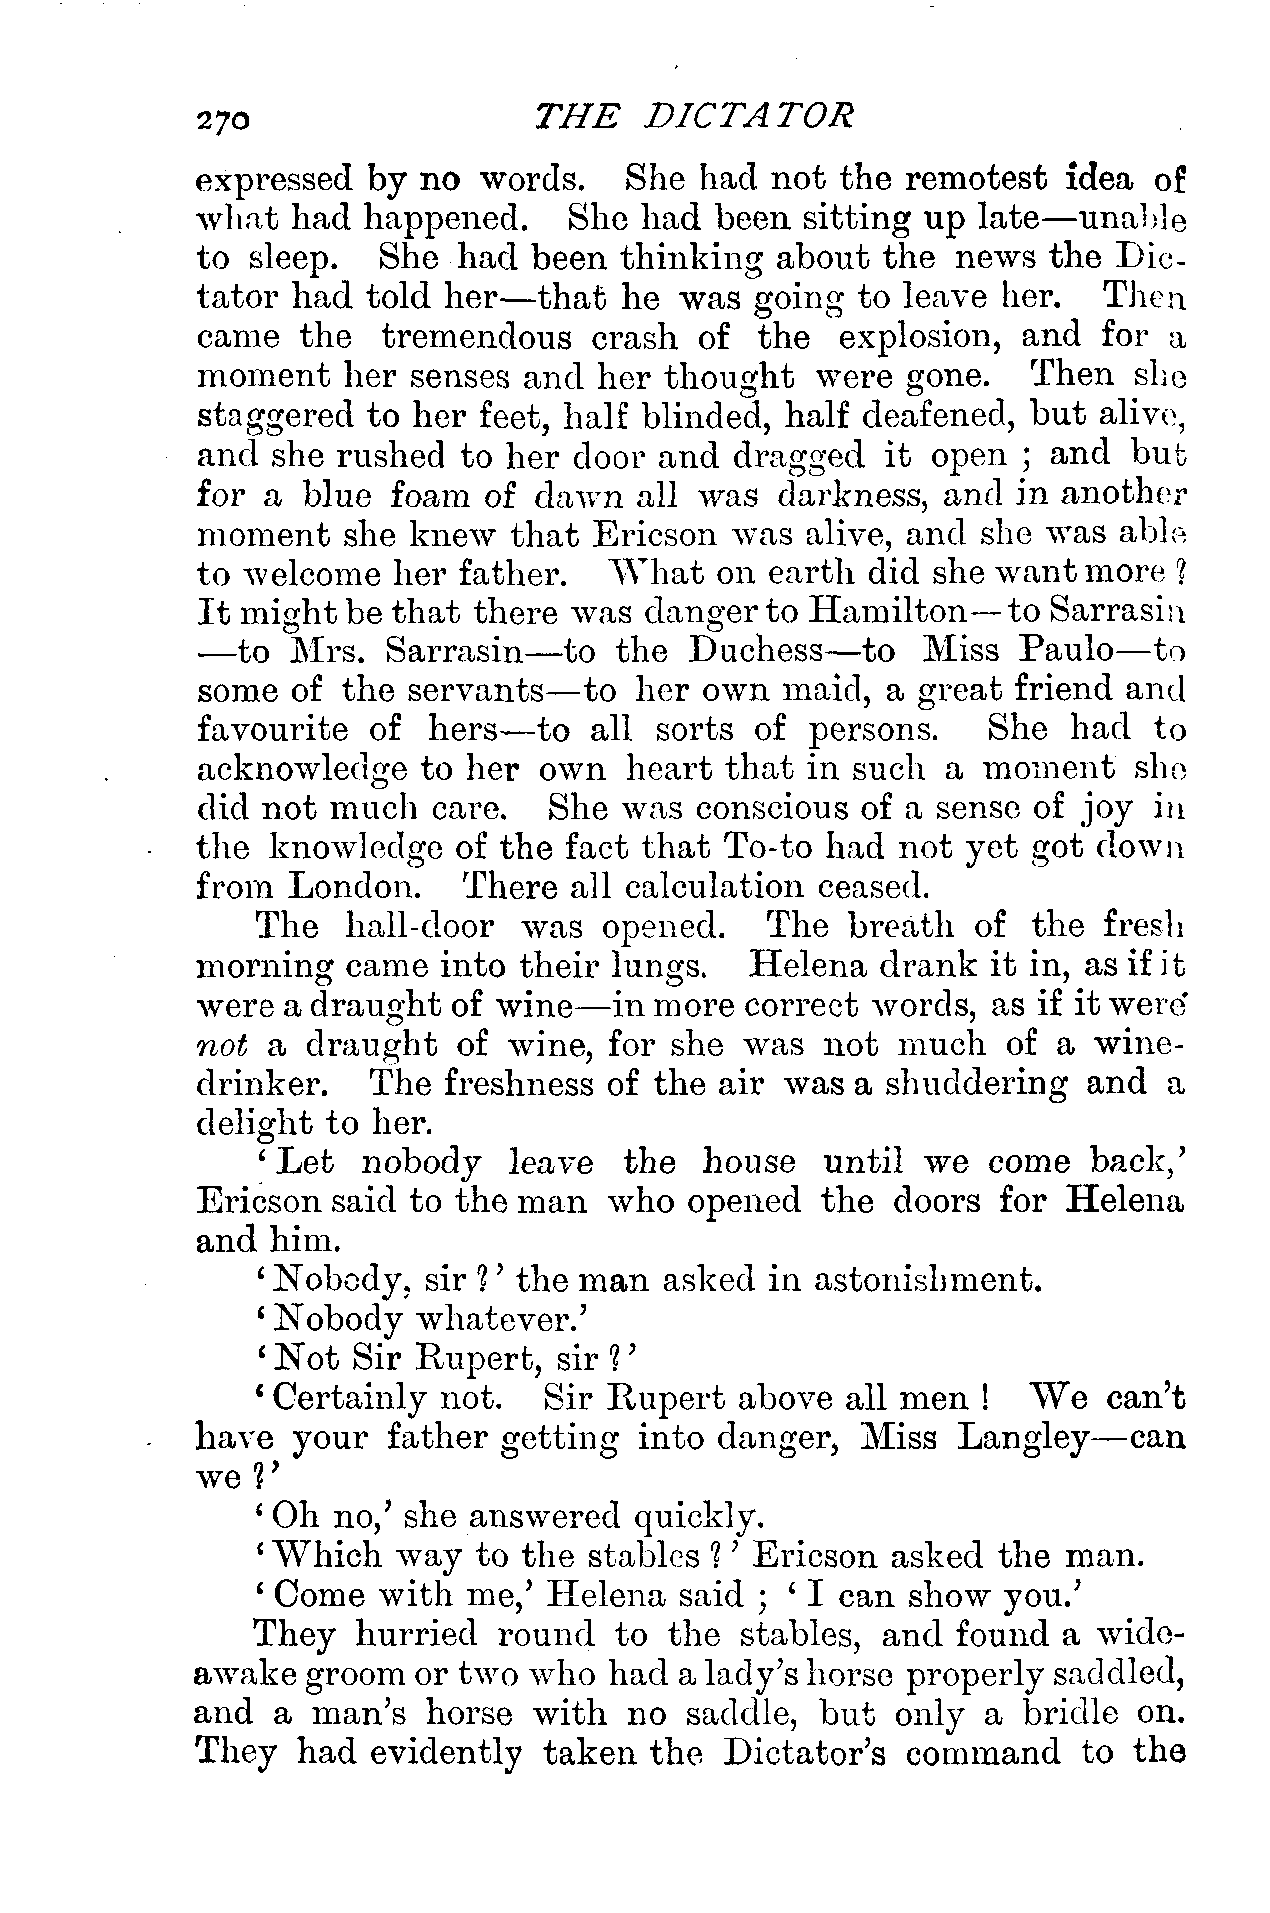 270 THE DICTATOR
expressed by no words. She had not the remotest idea of
what had happened. She had been sitting up late—unable
to sleep. She had been thinking about the news the Dic-
tator had told her—that he was going to leave her. Then
came the tremendous crash of the explosion, and for a
moment her senses and her thought were gone. Then she
staggered to her feet, half blinded, half deafened, but alive,
and she rushed to her door and dragged it open ; and but
for a blue foam of dawn all was darkness, and in another
moment she knew that Ericson was alive, and she was able
to welcome her father. What on earth did she want more ?
It might be that there was danger to Hamilton—to Sarrasin
—to Mrs. Sarrasin—to the Duchess—to Miss Paulo—to
some of the servants—to her own maid, a great friend and
favourite of hers—to all sorts of persons. She had to
acknowledge to her own heart that in such a moment she
did not much care. She was conscious of a sense of joy in
the knowledge of the fact that To-to had not yet got down
from London. There all calculation ceased.
The hall-door was opened. The breath of the fresh
morning came into their lungs. Helena drank it in, as if it
were a draught of wine—in more correct words, as if it were
not a draught of wine, for she was not much of a wine-
drinker. The freshness of the air was a shuddering and a
delight to her.
‘ Let nobody leave the house until we come back,’
Ericson said to the man who opened the doors for Helena
and him.
‘ Nobody, sir ? ’ the man asked in astonishment.
‘ Nobody whatever.’
‘ Not Sir Rupert, sir ? ’
‘ Certainly not. Sir Rupert above all men ! We can’t
have your father getting into danger, Miss Langley—can
we ? ’
‘ Oh no,’ she answered quickly.
‘ Which way to the stables ? ’ Ericson asked the man.
‘ Come with me,’ Helena said ; ‘ I can show you.’
They hurried round to the stables, and found a wide-
awake groom or two who had a lady’s horse properly saddled,
and a man’s horse with no saddle, but only a bridle on.
They had evidently taken the Dictator’s command to the